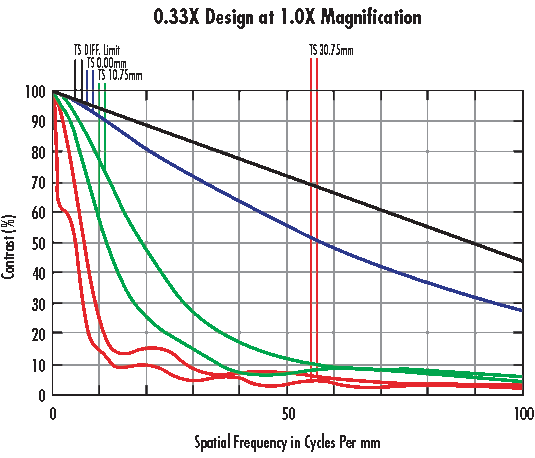 0.33X Design at 1.0X Magnification
TS DIFF. Limit
TS 0.00mm
TS 10.75mm
TS 30.75mm
100
90
80
70
60
50
40
30
20
10
0
Contrast (%)
0
50
100
Spatial Frequency in Cycles Per mm